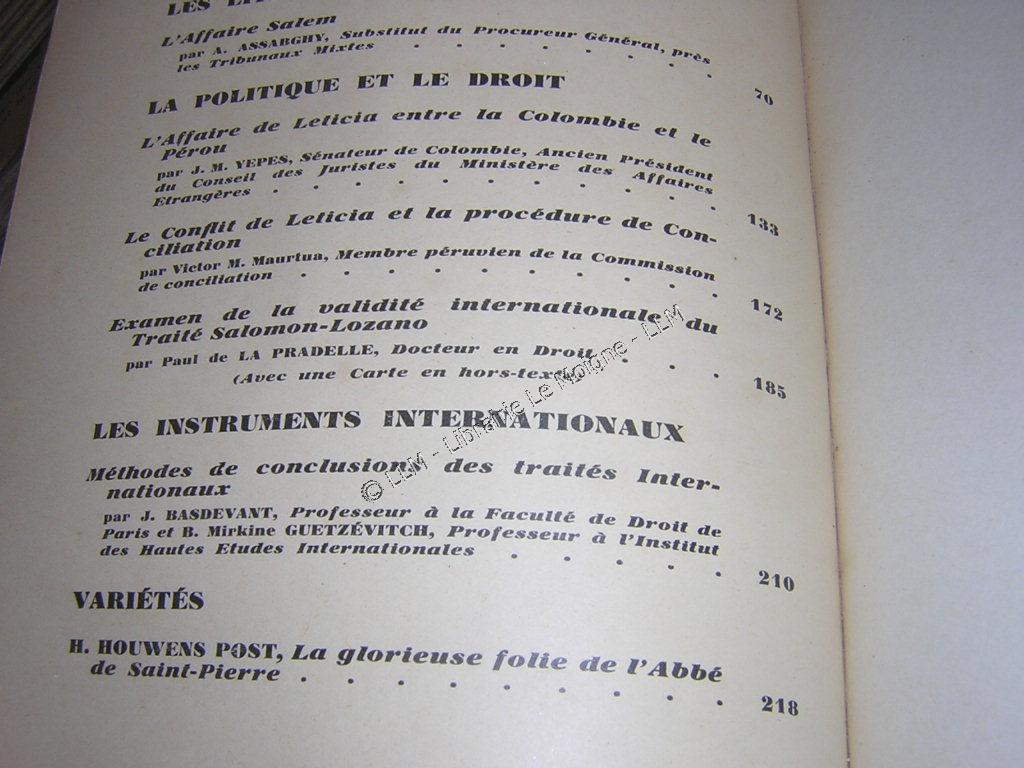 LES
L'Affaire Salem
par A. ASSABGHY, Substitut du Procureur Général, près
les Tribunaux Mixtes . . . . . . . .
70
LA POLITIQUE ET LE DROIT
L'Affaire de Leticia entre la Colombie et le
Pérou
par J. M. YEPES, Sénateur de Colombie, Ancien Président
du Conseil des Juristes du Ministère des Affaires
Etrangères . . . . . . . . . . . .
133
Le Conflit de Leticia et la procédure de Con-
ciliation
par Victor M. Maurtua, Membre péruvien de la Commission
de conciliation . . . . . . . . . .
172
Examen de la validité internationale du
Traité Salomon-Lozano
par Paul de LA PRADELLE, Docteur en Droit . . .
(Avec une Carte en hors-texte)
185
LES INSTRUMENTS INTERNATIONAUX
Méthodes de conclusion des traités Inter-
nationaux
par J. BASDEVANT, Professeur à la Faculté de Droit de
Paris et B. Mirkine GUETZÉVITCH, Professeur à l'Institut
des Hautes Etudes Internationales . . . . .
210
VARIÉTÉS
H. HOUWENS POST, La glorieuse folie de l'Abbé
de Saint-Pierre . . . . . . . . .
218
© LLM - Librairie Le Moigne - LLM